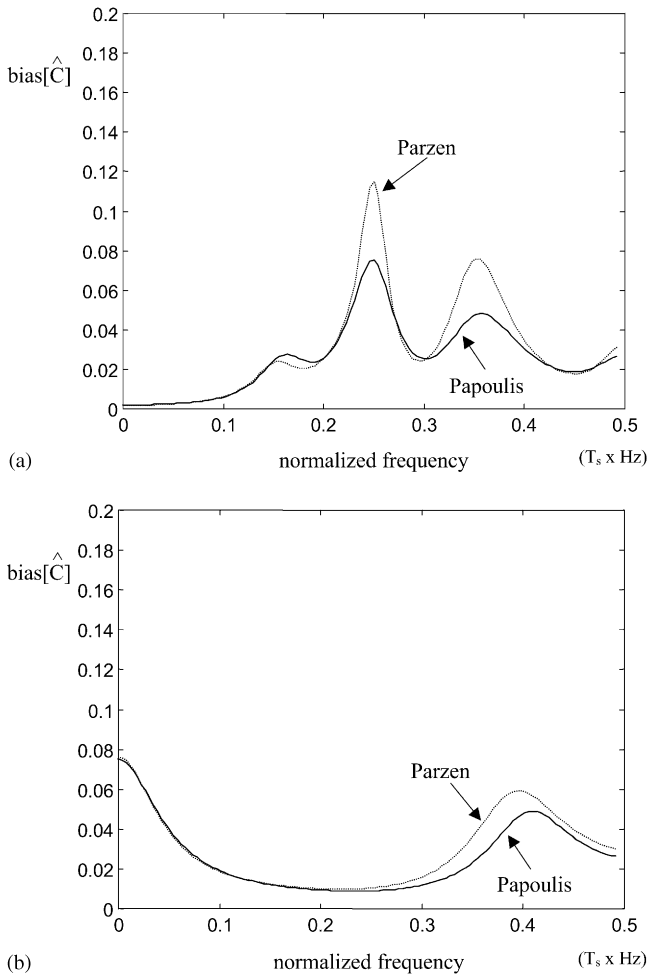 0.2
0.18
bias[Ĉ]
0.16
0.14
Parzen
0.12
0.1
0.08
0.06
0.04
Papoulis
0.02
0
0 0.1 0.2 0.3 0.4 0.5
(a) normalized frequency (Ts x Hz)
0.2
0.18
bias[Ĉ]
0.16
0.14
0.12
0.1
0.08
Parzen
0.06
0.04
0.02
Papoulis
0
0 0.1 0.2 0.3 0.4 0.5
(b) normalized frequency (Ts x Hz)